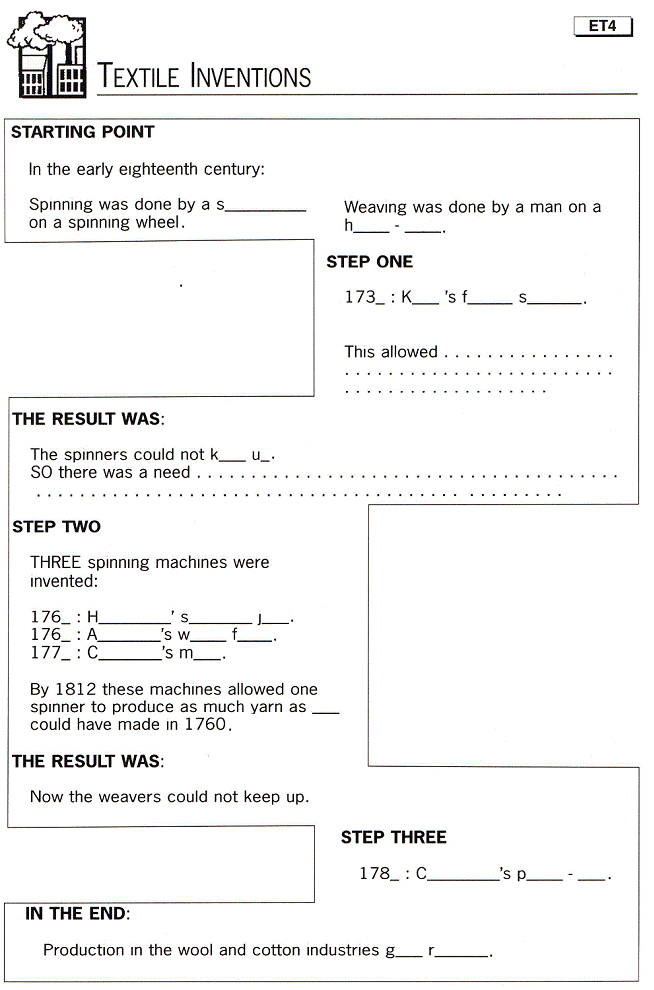 ET4
TEXTILE INVENTIONS
STARTING POINT
In the early eighteenth century:
Spinning was done by a s_________
on a spinning wheel.
Weaving was done by a man on a
h____ - ____.
STEP ONE
173_ : K___ 's f_____ s______.
This allowed . . . . . . . . . . . . . . . .
. . . . . . . . . . . . . . . . . . . . . . . . .
. . . . . . . . . . . . . . . . . . .
THE RESULT WAS:
The spinners could not k___ u_.
SO there was a need . . . . . . . . . . . . . . . . . . . . . . . . . . . . . . . . . . . . . . .
. . . . . . . . . . . . . . . . . . . . . . . . . . . . . . . . . . . . . . . . . . . . . . . . .
STEP TWO
THREE spinning machines were
invented:
176_ : H________' s_______ j___.
176_ : A_______'s w____ f____.
177_ : C_______'s m___.
By 1812 these machines allowed one
spinner to produce as much yarn as ___
could have made in 1760.
THE RESULT WAS:
Now the weavers could not keep up.
STEP THREE
178_ : C________'s p____ - ___.
IN THE END:
Production in the wool and cotton industries g___ r______.